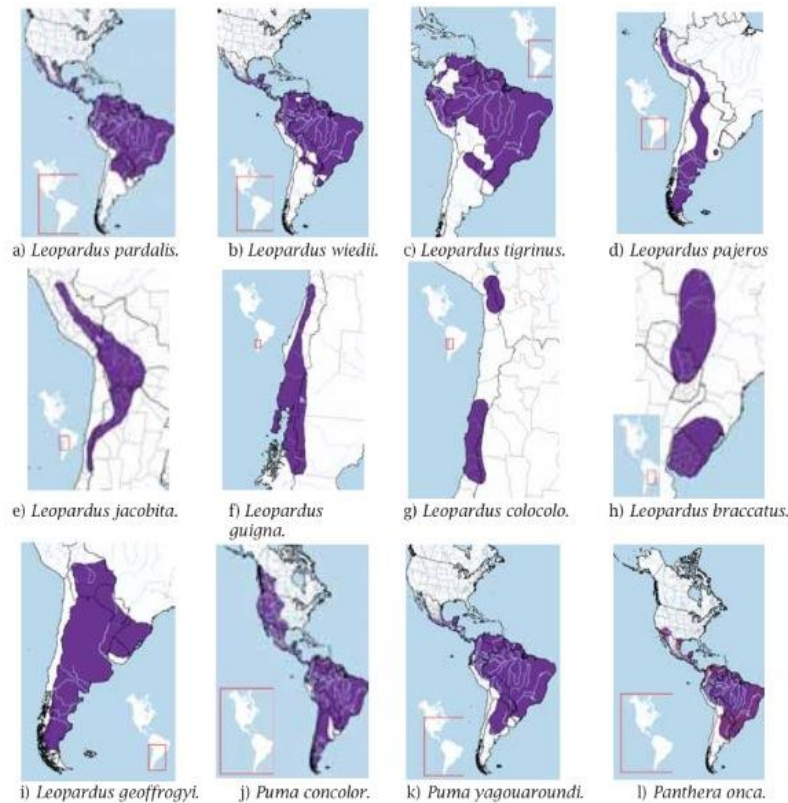 a) Leopardus pardalis.
b) Leopardus wiedii.
c) Leopardus tigrinus.
d) Leopardus pajeros
e) Leopardus jacobita.
f) Leopardus
guigna.
g) Leopardus colocolo.
h) Leopardus braccatus.
i) Leopardus geoffrogyi.
j) Puma concolor.
k) Puma yagouaroundi.
l) Panthera onca.